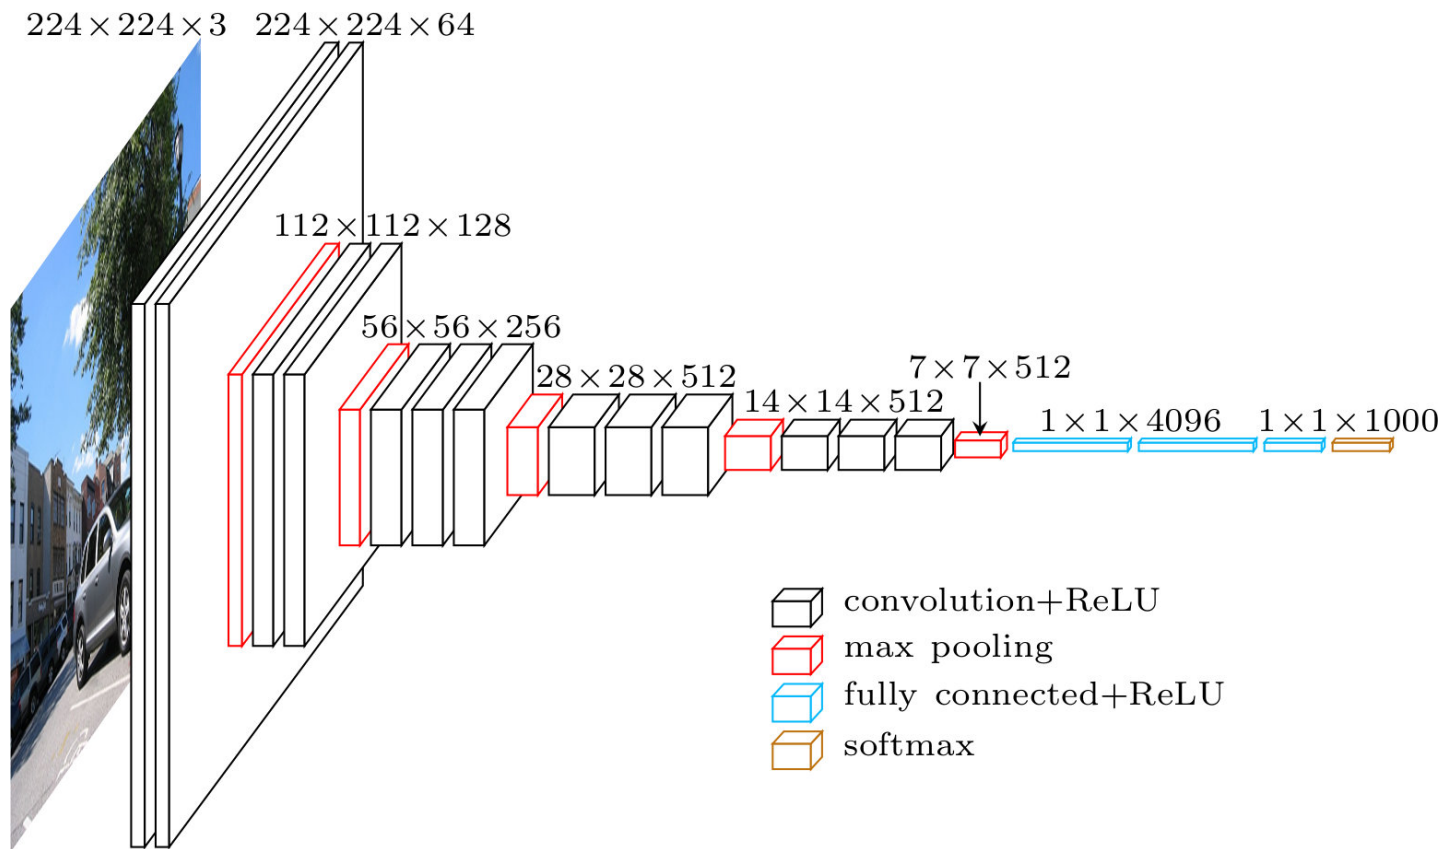 224×224×3
224×224×64
112×112×128
56×56×256
28×28×512
14×14×512
7×7×512
1×1×4096
1×1×1000
convolution+ReLU
max pooling
fully connected+ReLU
softmax